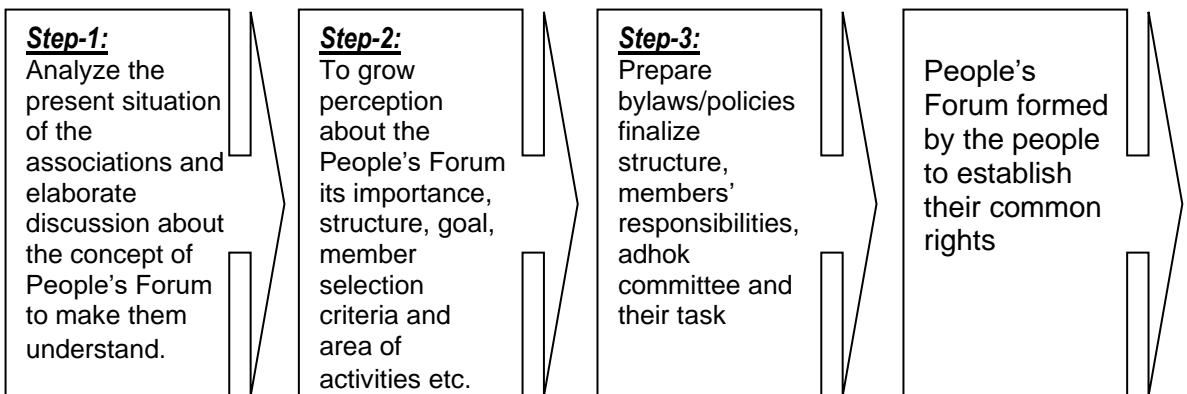 Step-1:
Analyze the
present situation
of the
associations and
elaborate
discussion about
the concept of
People’s Forum
to make them
understand.
Step-2:
To grow
perception
about the
People’s Forum
its importance,
structure, goal,
member
selection
criteria and
area of
activities etc.
Step-3:
Prepare
bylaws/policies
finalize
structure,
members’
responsibilities,
adhok
committee and
their task
People’s
Forum formed
by the people
to establish
their common
rights